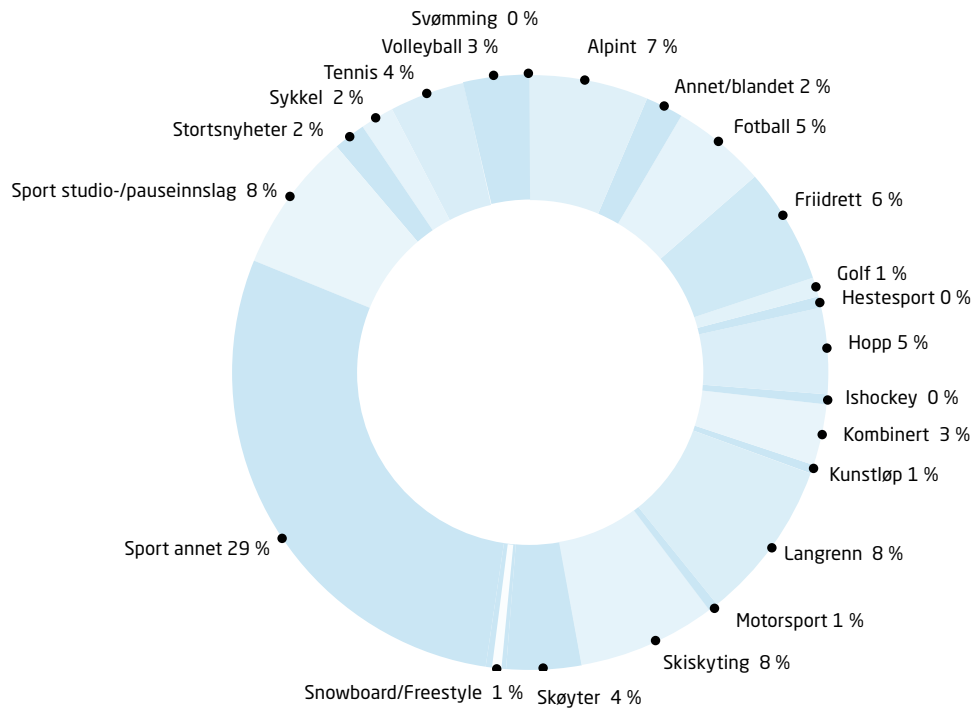 Svømming 0 %
Volleyball 3 %
Alpint 7 %
Tennis 4 %
Annet/blandet 2 %
Sykkel 2 %
Fotball 5 %
Stortsnyheter 2 %
Sport studio-/pauseinnslag 8 %
Friidrett 6 %
Golf 1 %
Hestesport 0 %
Hopp 5 %
Ishockey 0 %
Kombinert 3 %
Kunstløp 1 %
Sport annet 29 %
Langrenn 8 %
Motorsport 1 %
Skiskyting 8 %
Snowboard/Freestyle 1 %
Skøyter 4 %